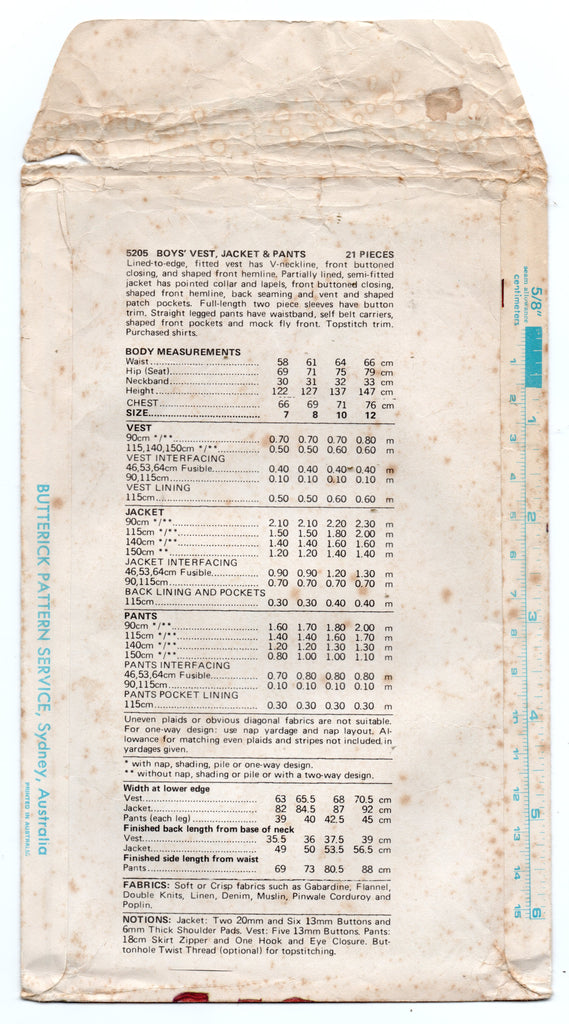 5205 BOYS' VEST, JACKET & PANTS 21 PIECES
Lined-to-edge, fitted vest has V-neckline, front buttoned
closing, and shaped front hemline. Partially lined, semi-fitted
jacket has pointed collar and lapels, front buttoned closing,
shaped front hemline, back seaming and vent and shaped
patch pockets. Full-length two piece sleeves have button
trim. Straight legged pants have waistband, self belt carriers,
shaped front pockets and mock fly front. Topstitch trim.
Purchased shirts.
BODY MEASUREMENTS
Waist 58 61 64 66 cm
Hip (Seat) 69 71 75 79 cm
Neckband 30 31 32 33 cm
Height 122 127 137 147 cm
CHEST 66 69 71 76 cm
SIZE 7 8 10 12
VEST
90cm */** 0.70 0.70 0.70 0.80 m
115,140,150cm */** 0.50 0.50 0.60 0.60 m
VEST INTERFACING
46,53,64cm Fusible 0.40 0.40 0.40 0.40 m
90,115cm 0.10 0.10 0.10 0.10 m
VEST LINING
115cm 0.50 0.50 0.60 0.60 m
JACKET
90cm */** 2.10 2.10 2.20 2.30 m
115cm */** 1.50 1.50 1.80 2.00 m
140cm */** 1.40 1.40 1.60 1.60 m
150cm ** 1.20 1.20 1.40 1.40 m
JACKET INTERFACING
46,53,64cm Fusible 0.90 0.90 1.20 1.30 m
90,115cm 0.70 0.70 0.70 0.70 m
BACK LINING AND POCKETS
115cm 0.30 0.30 0.40 0.40 m
PANTS
90cm */** 1.60 1.70 1.80 2.00 m
115cm */** 1.40 1.40 1.60 1.70 m
140cm */** 1.20 1.20 1.30 1.30 m
150cm */** 0.80 1.00 1.00 1.10 m
PANTS INTERFACING
46,53,64cm Fusible 0.70 0.80 0.80 0.80 m
90,115cm 0.10 0.10 0.10 0.10 m
PANTS POCKET LINING
115cm 0.30 0.30 0.30 0.30 m
Uneven plaids or obvious diagonal fabrics are not suitable.
For one-way design: use nap yardage and nap layout. Al-
lowance for matching even plaids and stripes not included in
yardages given.
* with nap, shading, pile or one-way design.
** without nap, shading or pile or with a two-way design.
Width at lower edge
Vest 63 65.5 68 70.5 cm
Jacket 82 84.5 87 92 cm
Pants (each leg) 39 40 42.5 45 cm
Finished back length from base of neck
Vest 35.5 36 37.5 39 cm
Jacket 49 50 53.5 56.5 cm
Finished side length from waist
Pants 69 73 80.5 88 cm
FABRICS: Soft or Crisp fabrics such as Gabardine, Flannel,
Double Knits, Linen, Denim, Muslin, Pinwale Corduroy and
Poplin.
NOTIONS: Jacket: Two 20mm and Six 13mm Buttons and
6mm Thick Shoulder Pads. Vest: Five 13mm Buttons. Pants:
18cm Skirt Zipper and One Hook and Eye Closure. But-
tonhole Twist Thread (optional) for topstitching.
BUTTERICK PATTERN SERVICE, Sydney, Australia
PRINTED IN AUSTRALIA
5/8"
seam allowance
centimeters
1 2 3 4 5 6 7 8 9 10 11 12 13 14 15
1 2 3 4 5 6